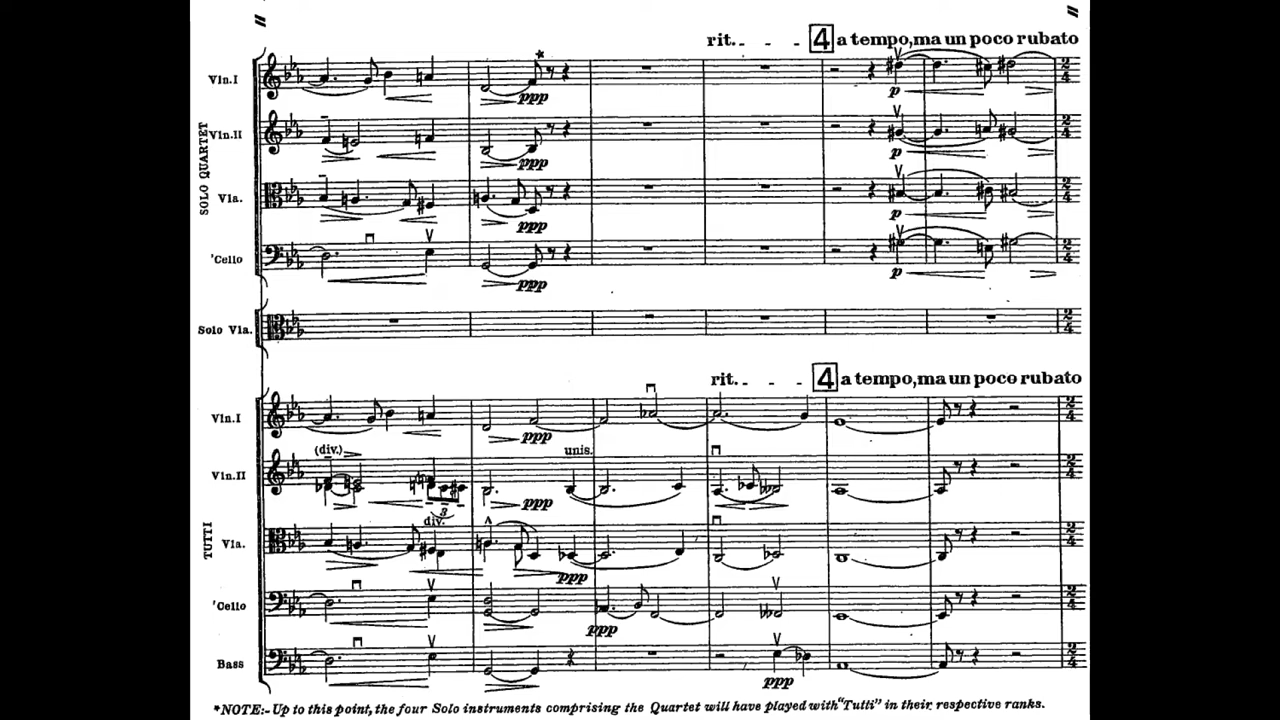 rit. - - - 4 a tempo,ma un poco rubato
SOLO QUARTET
Vln.I
p
ppp
Vln.II
p
ppp
Vla.
p
ppp
'Cello
p
ppp
Solo Vla.
rit. - - - 4 a tempo,ma un poco rubato
TUTTI
Vln.I
ppp
(div.) unis.
Vln.II
ppp
3
div.
Vla.
ppp
'Cello
ppp
Bass
ppp
*NOTE:- Up to this point, the four Solo instruments comprising the Quartet will have played with "Tutti" in their respective ranks.